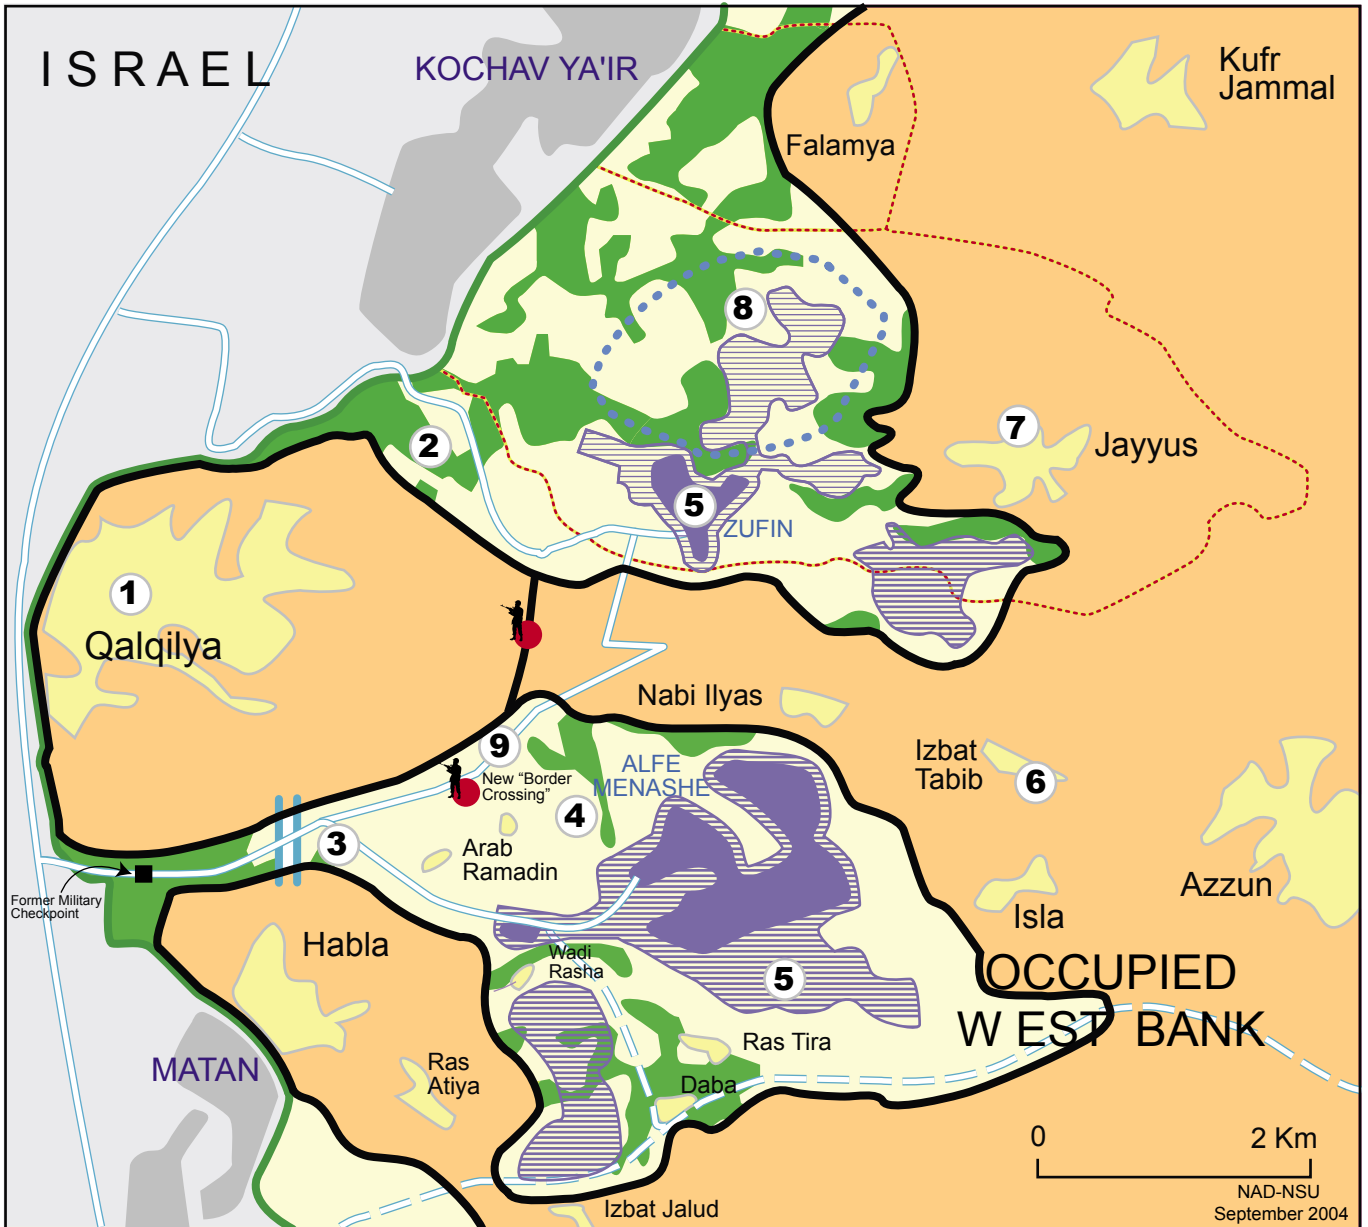 ISRAEL
KOCHAV YA'IR
Kufr
Jammal
Falamya
8
2
7
Jayyus
5
ZUFIN
1
Qalqilya
Nabi Ilyas
9
ALFE
MENASHE
Izbat
Tabib
6
New “Border
Crossing”
4
3
Arab
Ramadin
Former Military
Checkpoint
Azzun
Isla
Habla
Wadi
Rasha
5
OCCUPIED
WEST BANK
Ras Tira
MATAN
Ras
Atiya
Daba
0
2 Km
Izbat Jalud
NAD-NSU
September 2004